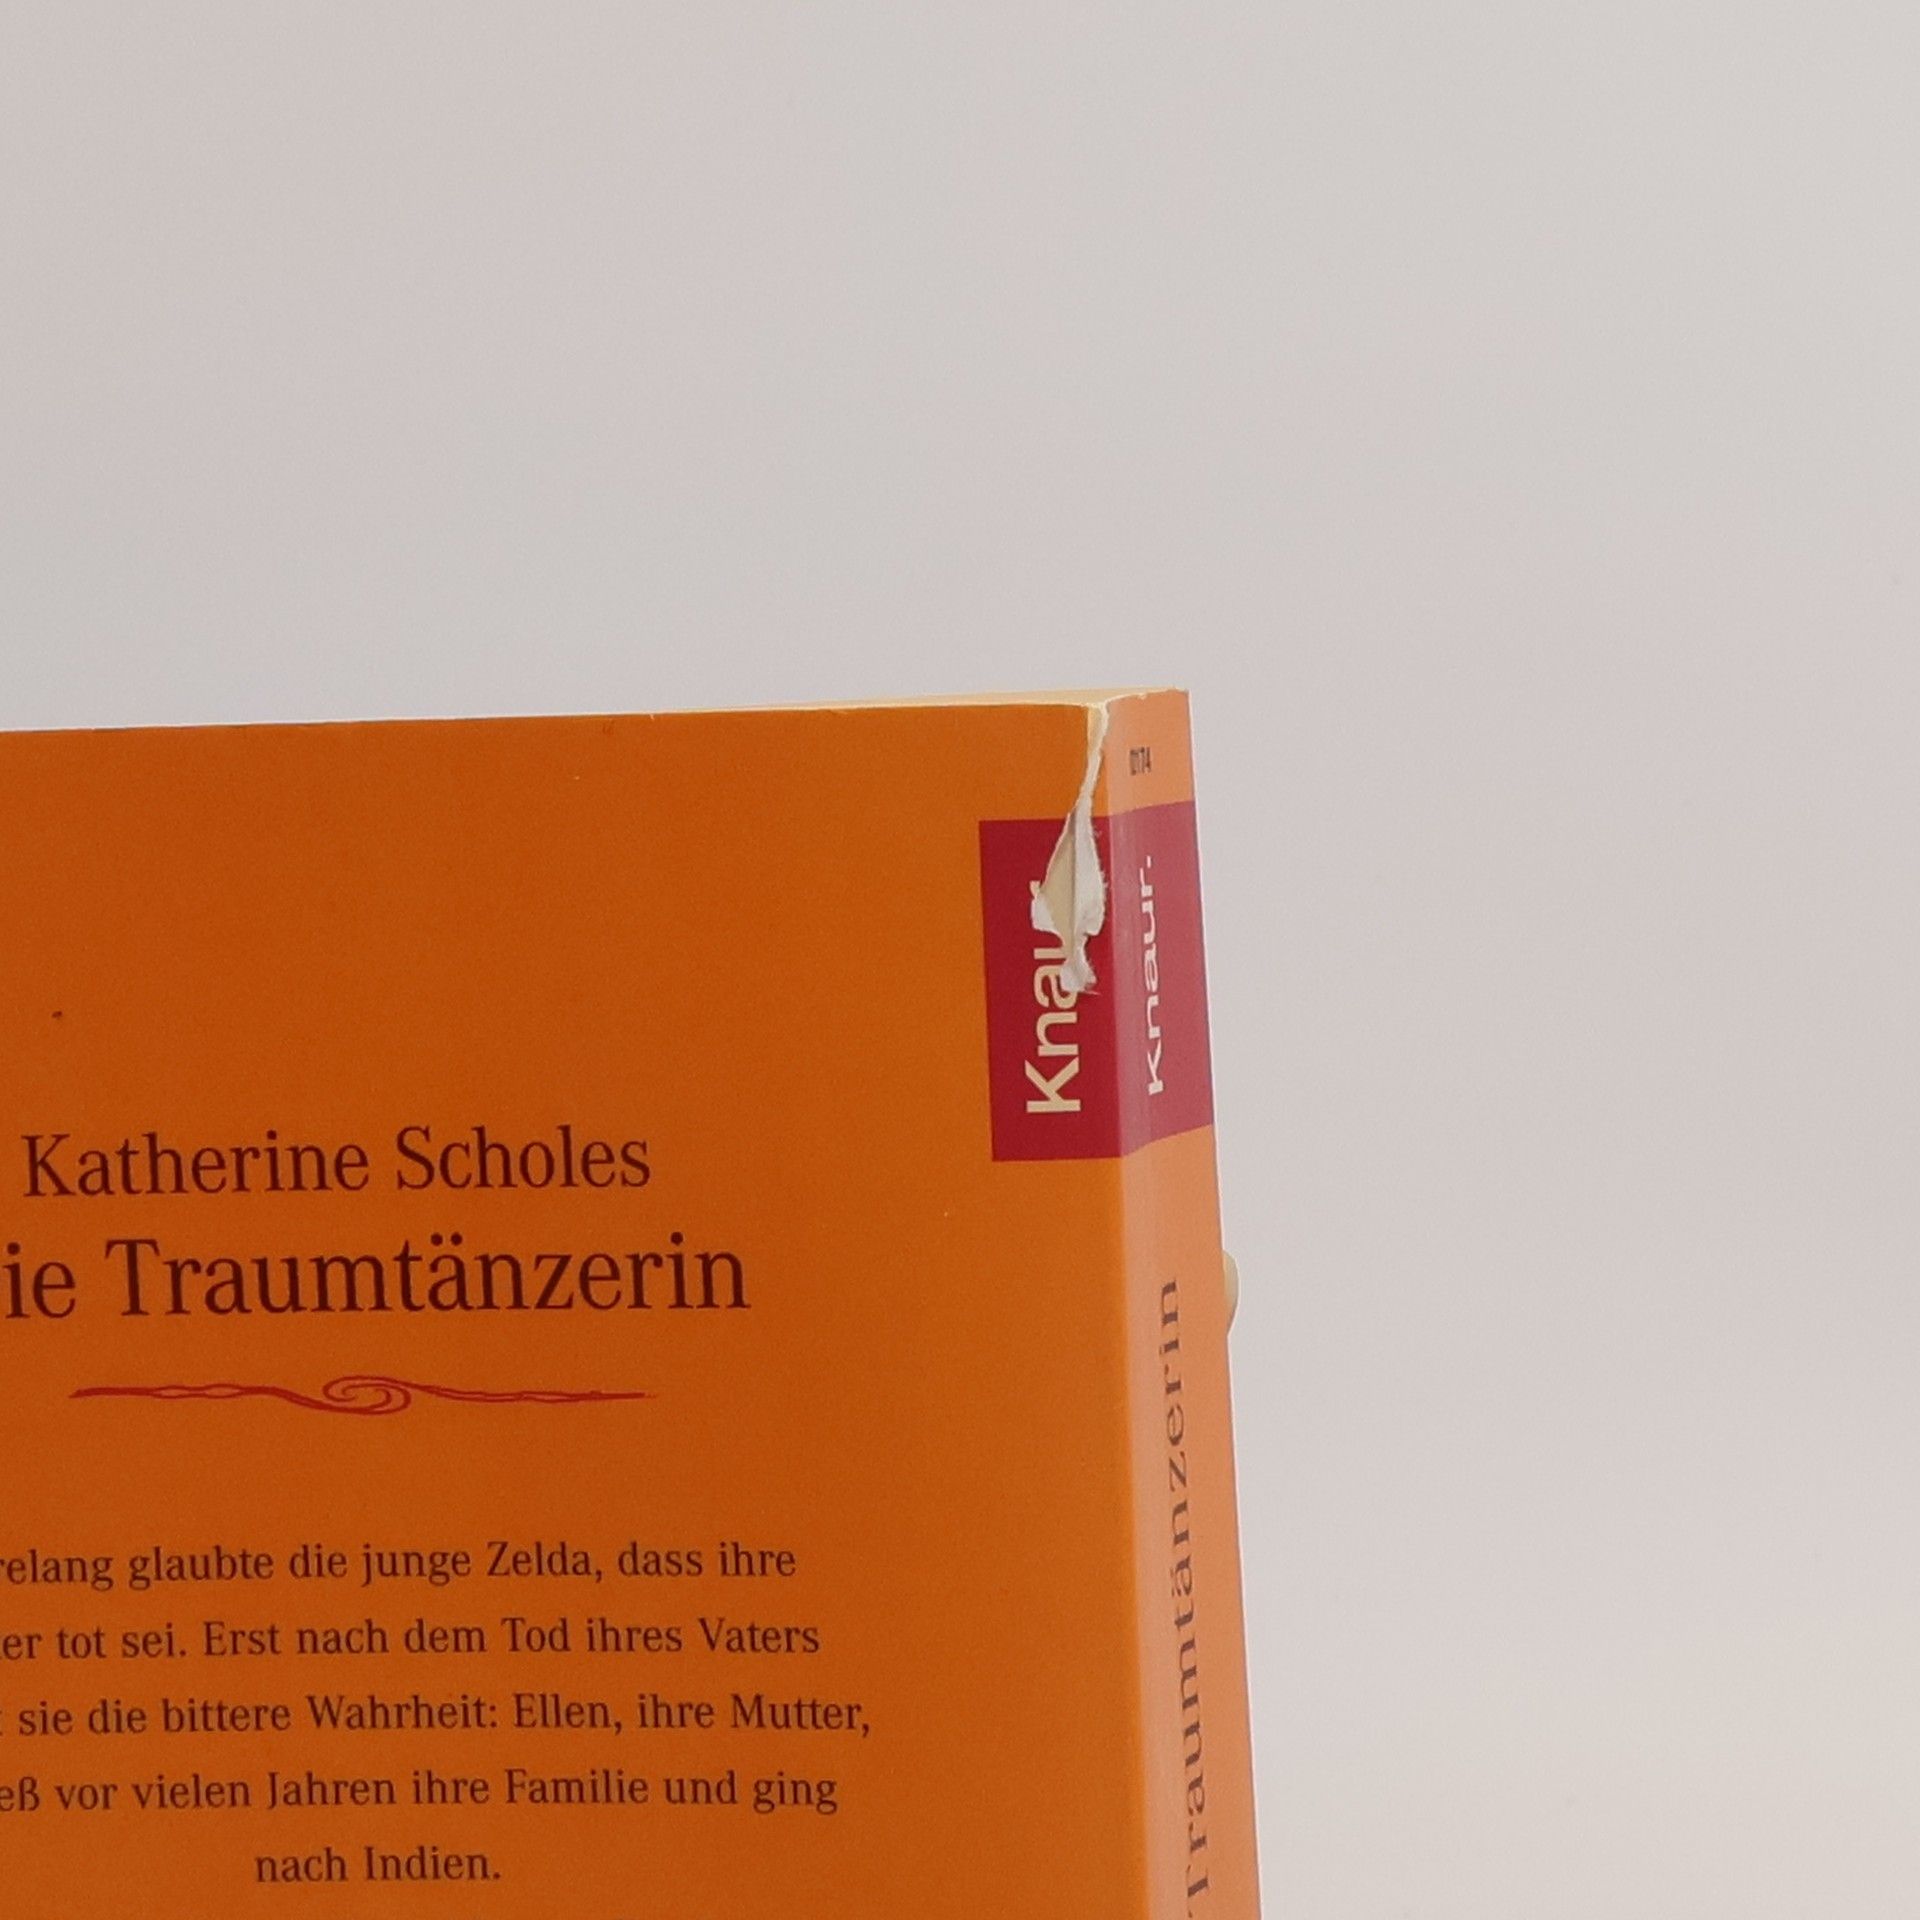 Katherine Scholes
ie Traumtänzerin
relang glaubte die junge Zelda, dass ihre
er tot sei. Erst nach dem Tod ihres Vaters
sie die bittere Wahrheit: Ellen, ihre Mutter,
eß vor vielen Jahren ihre Familie und ging
nach Indien.
Knaur
0174
Knaur.
Traumtänzerin